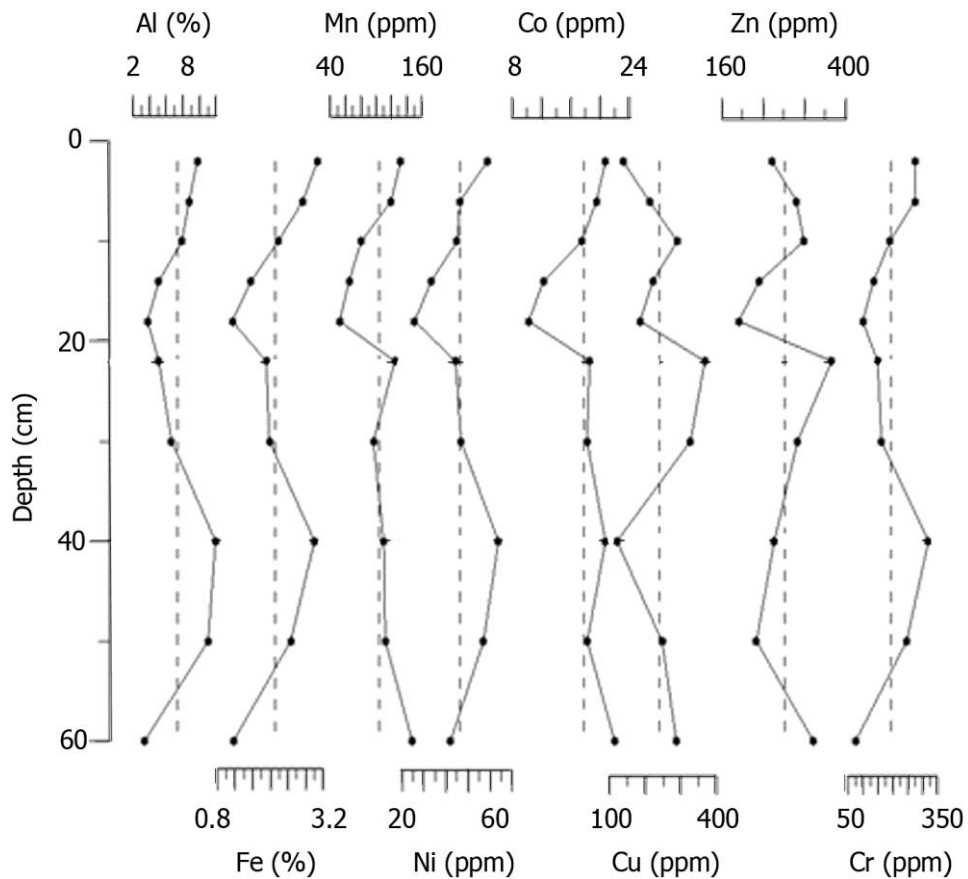 Al (%) Mn (ppm) Co (ppm) Zn (ppm)
2 8 40 160 8 24 160 400
0
20
40
60
Depth (cm)
0.8 3.2 20 60 100 400 50 350
Fe (%) Ni (ppm) Cu (ppm) Cr (ppm)